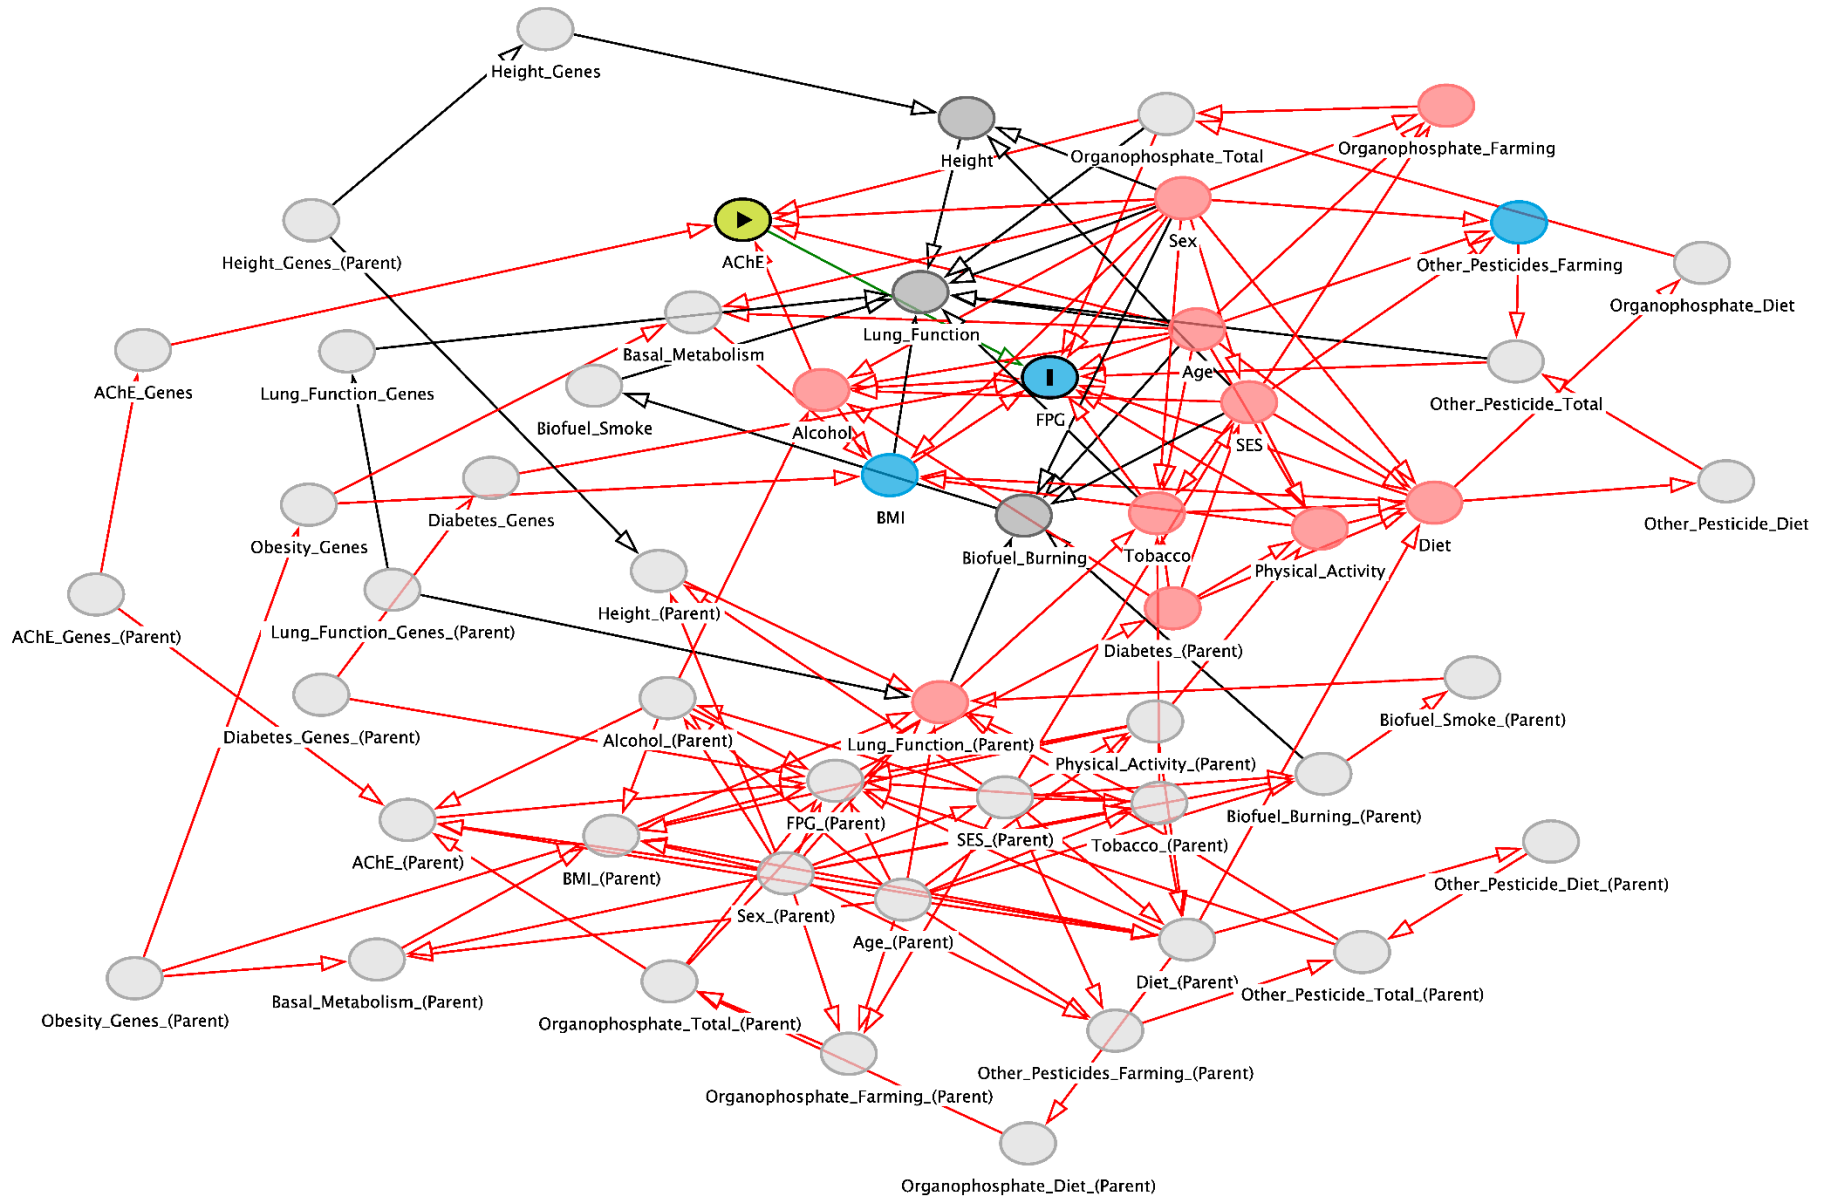 Height_Genes
Organophosphate_Farming
Height
Organophosphate_Total
Sex
AChE
Height_Genes_(Parent)
Other_Pesticides_Farming
Organophosphate_Diet
Lung_Function
Basal_Metabolism
Age
AChE_Genes
Lung_Function_Genes
Other_Pesticide_Total
FPG
Biofuel_Smoke
Alcohol
SES
BMI
Diabetes_Genes
Other_Pesticide_Diet
Obesity_Genes
Diet
Biofuel_Burning
Tobacco
Physical_Activity
Height_(Parent)
AChE_Genes_(Parent)
Lung_Function_Genes_(Parent)
Diabetes_(Parent)
Biofuel_Smoke_(Parent)
Diabetes_Genes_(Parent)
Alcohol_(Parent)
Lung_Function_(Parent)
Physical_Activity_(Parent)
Biofuel_Burning_(Parent)
FPG_(Parent)
SES_(Parent)
Tobacco_(Parent)
AChE_(Parent)
BMI_(Parent)
Other_Pesticide_Diet_(Parent)
Sex_(Parent)
Age_(Parent)
Diet_(Parent)
Other_Pesticide_Total_(Parent)
Basal_Metabolism_(Parent)
Obesity_Genes_(Parent)
Organophosphate_Total_(Parent)
Other_Pesticides_Farming_(Parent)
Organophosphate_Farming_(Parent)
Organophosphate_Diet_(Parent)